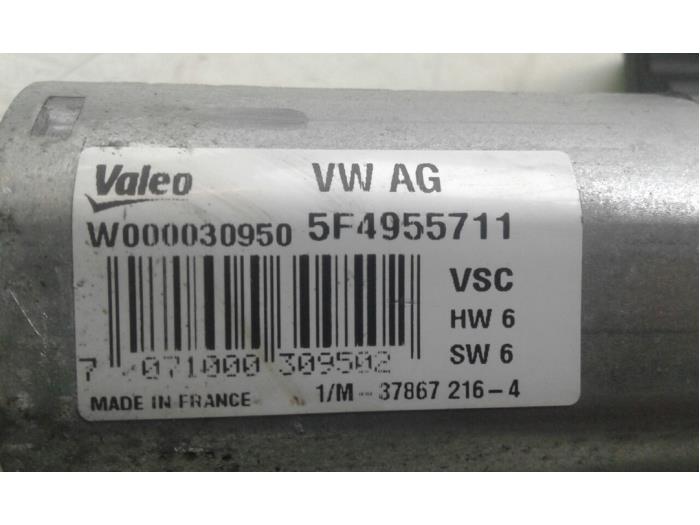 Valeo VW AG
W000030950 5F4955711
VSC
HW 6
SW 6
7 071000 309502
MADE IN FRANCE 1/M-37867 216-4